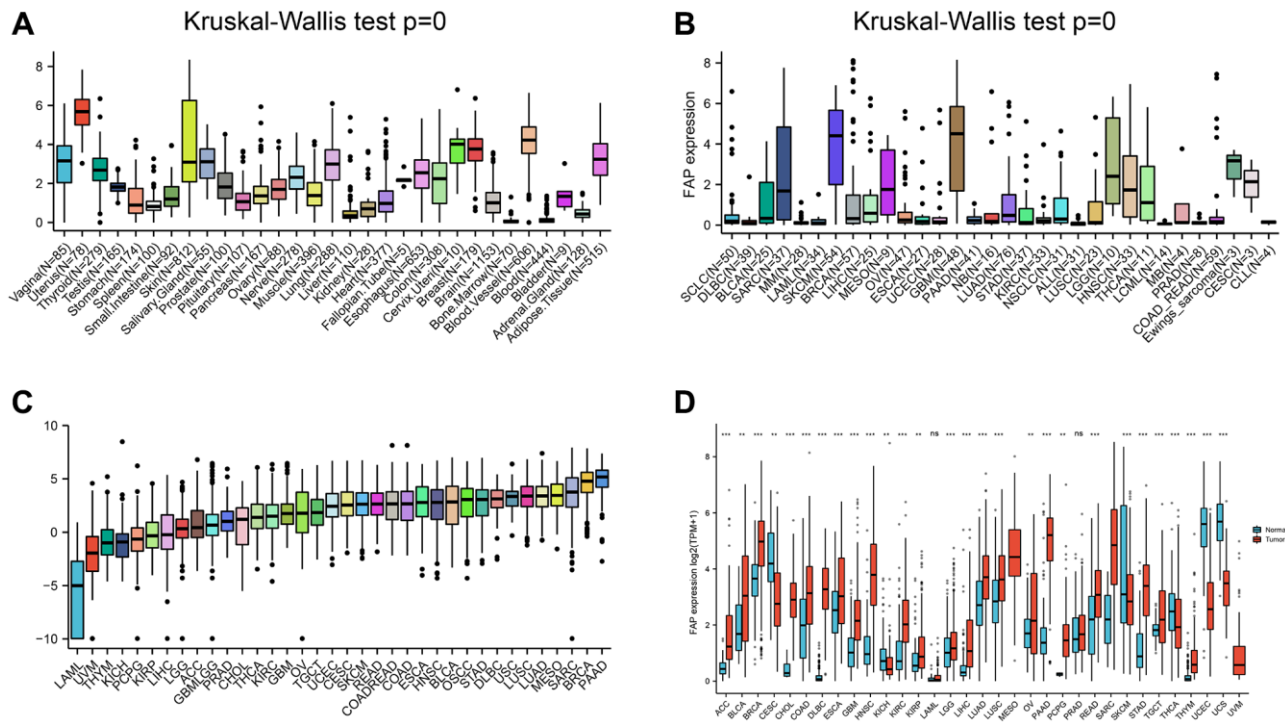 A
Kruskal-Wallis test p=0
8
6
4
2
0
Vagina(N=85)
Uterus(N=78)
Thyroid(N=279)
Testis(N=165)
Stomach(N=174)
Spleen(N=100)
Small.Intestine(N=92)
Skin(N=812)
Salivary.Gland(N=55)
Prostate(N=100)
Pituitary(N=107)
Pancreas(N=167)
Ovary(N=88)
Nerve(N=278)
Muscle(N=396)
Lung(N=288)
Liver(N=110)
Kidney(N=28)
Heart(N=377)
Fallopian. Tube(N=5)
Esophagus(N=653)
Colon(N=308)
Cervix.Uteri(N=10)
Breast(N=179)
Brain(N=1153)
Bone.Marrow(N=70)
Blood.Vessel(N=606)
Blood(N=444)
Bladder(N=9)
Adrenal.Gland(N=128)
Adipose.Tissue(N=515)
B
Kruskal-Wallis test p=0
FAP expression
8
6
4
2
0
SCLC(N=50)
DLBC(N=39)
BLCA(N=25)
SARC(N=37)
MM(N=28)
LAML(N=34)
SKCM(N=54)
BRCA(N=57)
LIHC(N=25)
MESO(N=9)
OV(N=47)
ESCA(N=27)
UCEC(N=28)
GBM(N=48)
PAAD(N=41)
NB(N=16)
LUAD(N=76)
STAD(N=37)
KIRC(N=33)
NSCLC(N=31)
ALL(N=31)
LUSC(N=23)
LGG(N=10)
HNSC(N=33)
THCA(N=11)
LCML(N=14)
MB(N=4)
PRAD(N=8)
COAD_READ(N=59)
Ewings_sarcoma(N=3)
CESC(N=3)
CLL(N=4)
C
10
5
0
−5
−10
LAML
UVM
THYM
KICH
PCPG
KIRP
LIHC
LGG
ACC
GBMLGG
PRAD
CHOL
THCA
KIRC
GBM
OV
TGCT
UCEC
CESC
SKCM
READ
COADREAD
COAD
ESCA
HNSC
BLCA
OSCC
STAD
DLBC
UCS
LUSC
LUAD
MESO
SARC
BRCA
PAAD
D
FAP expression log2(TPM+1)
8
6
4
2
0
*** ** *** ** *** *** *** *** ** *** ** *** ** ns *** *** *** *** ** *** ** ns *** *** *** *** *** *** *** ***
ACC
BLCA
BRCA
CESC
CHOL
COAD
DLBC
ESCA
GBM
HNSC
KICH
KIRC
KIRP
LAML
LGG
LIHC
LUAD
LUSC
MESO
OV
PAAD
PCPG
PRAD
READ
SARC
SKCM
STAD
TGCT
THCA
THYM
UCEC
UCS
UVM
Norma
Tumor